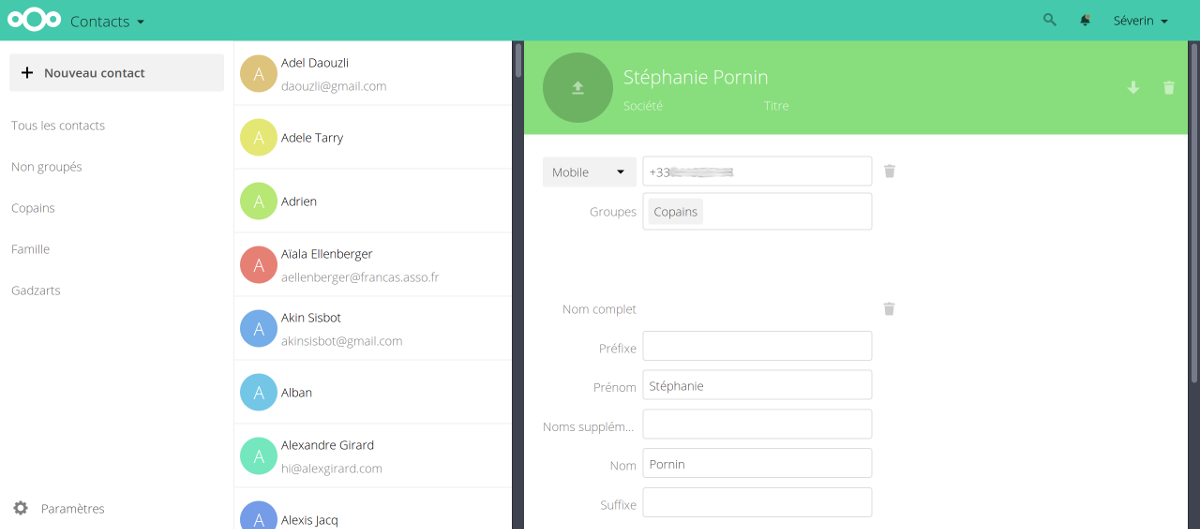 Contacts
Séverin
Nouveau contact
Tous les contacts
Non groupés
Copains
Famille
Gadzarts
Paramètres
A
Adel Daouzli
daouzli@gmail.com
A
Adele Tarry
A
Adrien
A
Aïala Ellenberger
aellenberger@francas.asso.fr
A
Akin Sisbot
akinsisbot@gmail.com
A
Alban
A
Alexandre Girard
hi@alexgirard.com
A
Alexis Jacq
Stéphanie Pornin
Société Titre
Mobile +33
Groupes Copains
Nom complet
Préfixe
Prénom Stéphanie
Noms supplém...
Nom Pornin
Suffixe